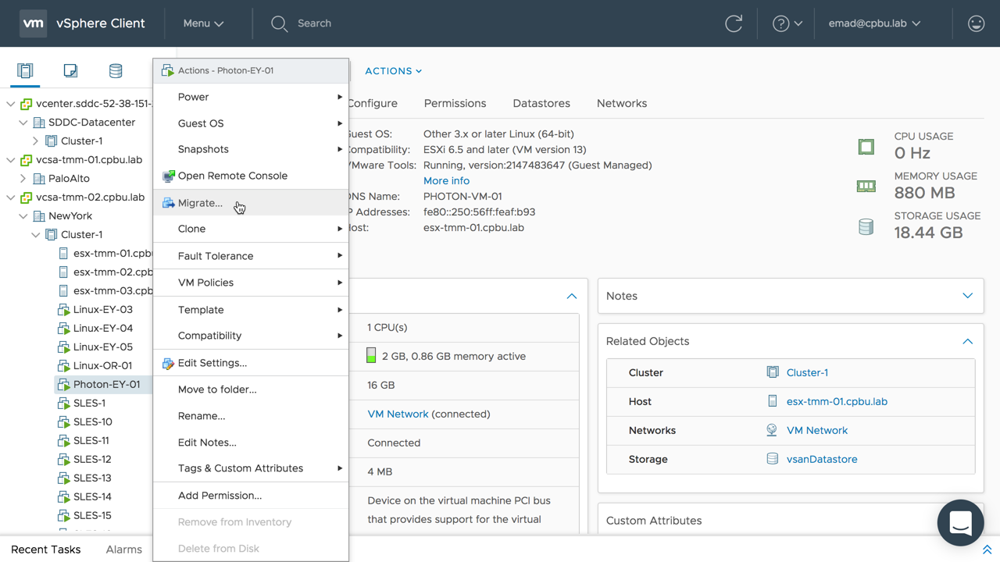 vm vSphere Client Menu Search emad@cpbu.lab
Actions - Photon-EY-01
ACTIONS
vcenter.sddc-52-38-151-
SDDC-Datacenter
Cluster-1
vcsa-tmm-01.cpbu.lab
PaloAlto
vcsa-tmm-02.cpbu.lab
NewYork
Cluster-1
esx-tmm-01.cpbu
esx-tmm-02.cpb
esx-tmm-03.cpb
Linux-EY-03
Linux-EY-04
Linux-EY-05
Linux-OR-01
Photon-EY-01
SLES-1
SLES-10
SLES-11
SLES-12
SLES-13
SLES-14
SLES-15
Power
Guest OS
Snapshots
Open Remote Console
Migrate...
Clone
Fault Tolerance
VM Policies
Template
Compatibility
Edit Settings...
Move to folder...
Rename...
Edit Notes...
Tags & Custom Attributes
Add Permission...
Remove from Inventory
Delete from Disk
Configure Permissions Datastores Networks
Guest OS: Other 3.x or later Linux (64-bit)
Compatibility: ESXi 6.5 and later (VM version 13)
VMware Tools: Running, version:2147483647 (Guest Managed)
More info
DNS Name: PHOTON-VM-01
IP Addresses: fe80::250:56ff:feaf:b93
Host: esx-tmm-01.cpbu.lab
CPU USAGE
0 Hz
MEMORY USAGE
880 MB
STORAGE USAGE
18.44 GB
1 CPU(s)
2 GB, 0.86 GB memory active
16 GB
VM Network (connected)
Connected
4 MB
Device on the virtual machine PCI bus
that provides support for the virtual
Notes
Related Objects
Cluster Cluster-1
Host esx-tmm-01.cpbu.lab
Networks VM Network
Storage vsanDatastore
Custom Attributes
Recent Tasks Alarms